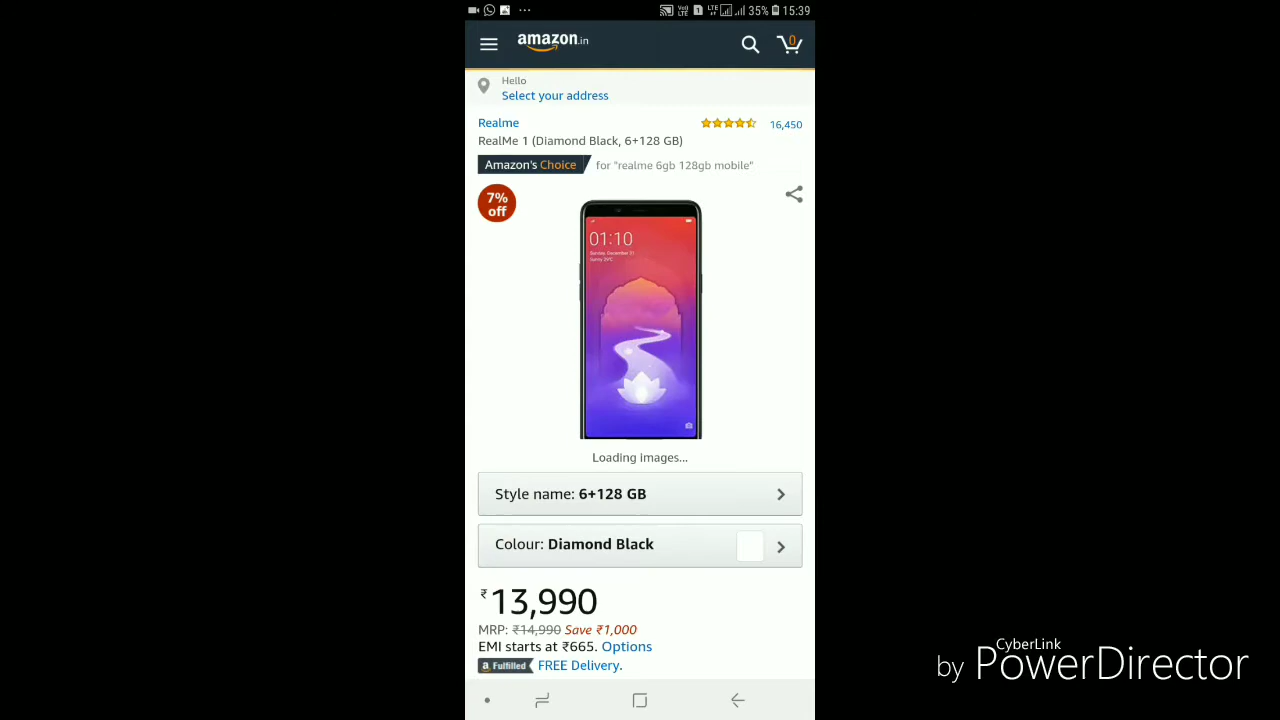 35% 15:39
amazon.in
0
Hello
Select your address
Realme
16,450
RealMe 1 (Diamond Black, 6+128 GB)
Amazon's Choice for "realme 6gb 128gb mobile"
7%
off
01:10
Loading images...
Style name: 6+128 GB
Colour: Diamond Black
₹13,990
MRP: ₹14,990 Save ₹1,000
EMI starts at ₹665. Options
a Fulfilled FREE Delivery.
CyberLink
by PowerDirector